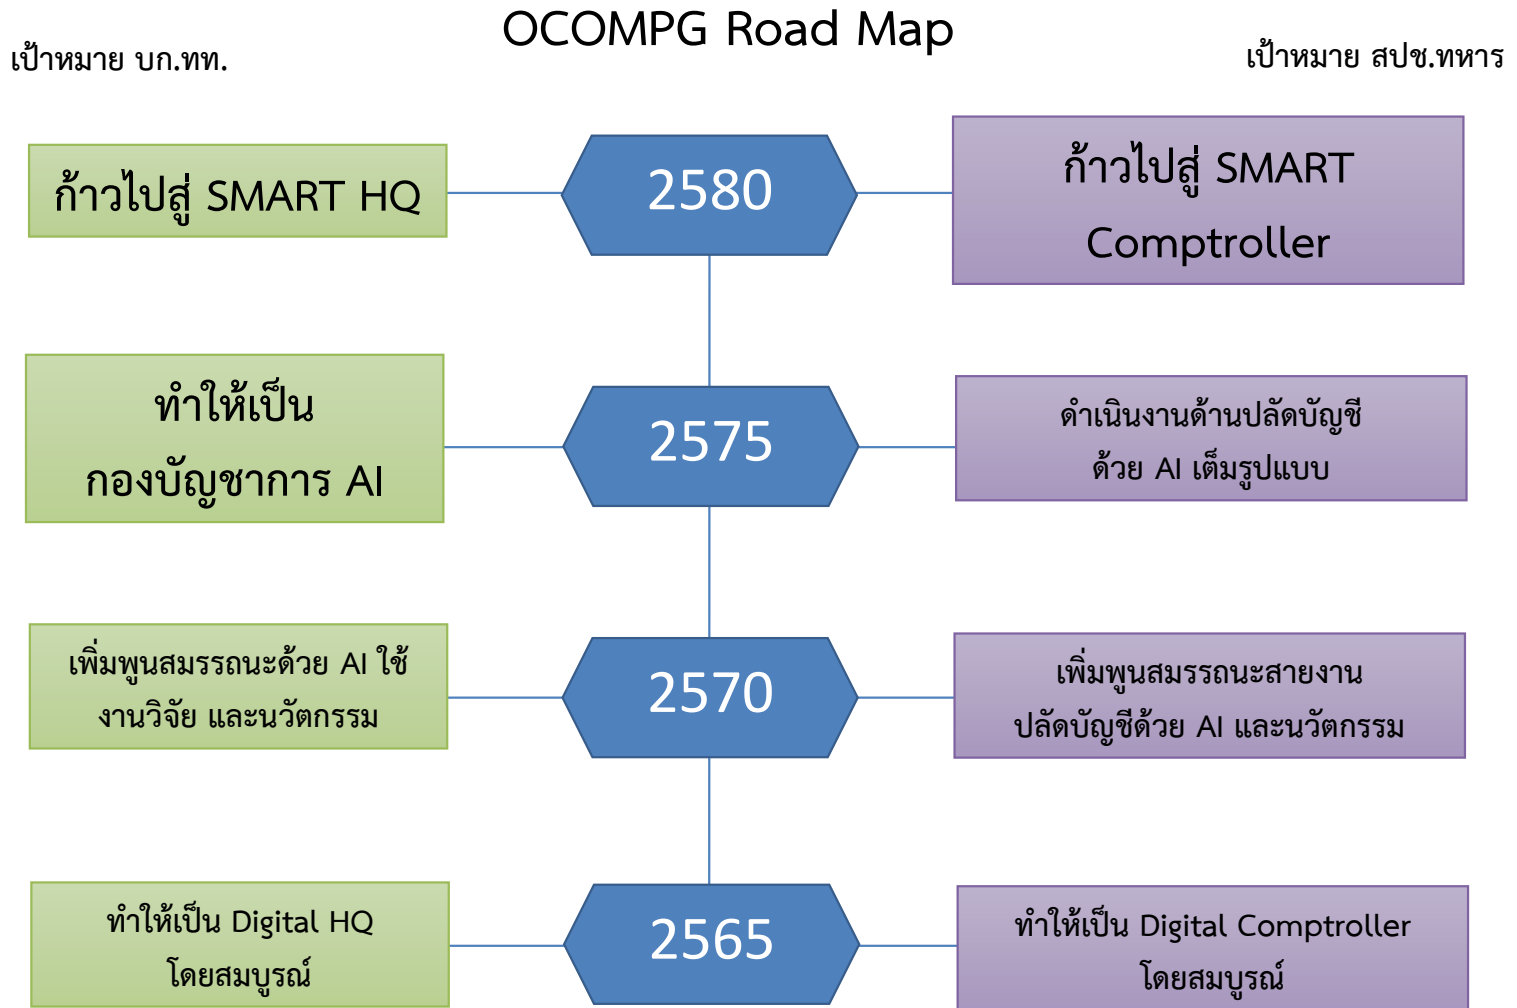 OCOMPG Road Map
เป้าหมาย บก.ทท.
เป้าหมาย สปช.ทหาร
ก้าวไปสู่ SMART HQ
2580
ก้าวไปสู่ SMART
Comptroller
ทำให้เป็น
กองบัญชาการ AI
2575
ดำเนินงานด้านปลัดบัญชี
ด้วย AI เต็มรูปแบบ
เพิ่มพูนสมรรถนะด้วย AI ใช้
งานวิจัย และนวัตกรรม
2570
เพิ่มพูนสมรรถนะสายงาน
ปลัดบัญชีด้วย AI และนวัตกรรม
ทำให้เป็น Digital HQ
โดยสมบูรณ์
2565
ทำให้เป็น Digital Comptroller
โดยสมบูรณ์